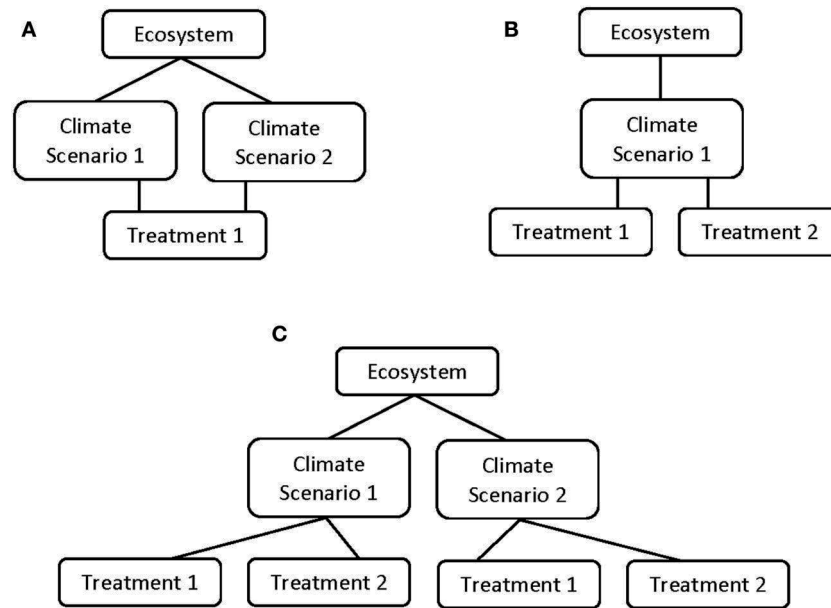 A
Ecosystem
Climate
Scenario 1
Climate
Scenario 2
Treatment 1
B
Ecosystem
Climate
Scenario 1
Treatment 1
Treatment 2
C
Ecosystem
Climate
Scenario 1
Climate
Scenario 2
Treatment 1
Treatment 2
Treatment 1
Treatment 2